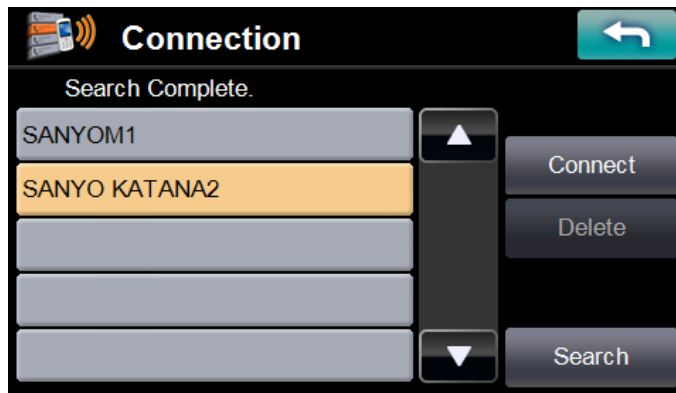 Connection
Search Complete.
SANYOM1
SANYO KATANA2
Connect
Delete
Search